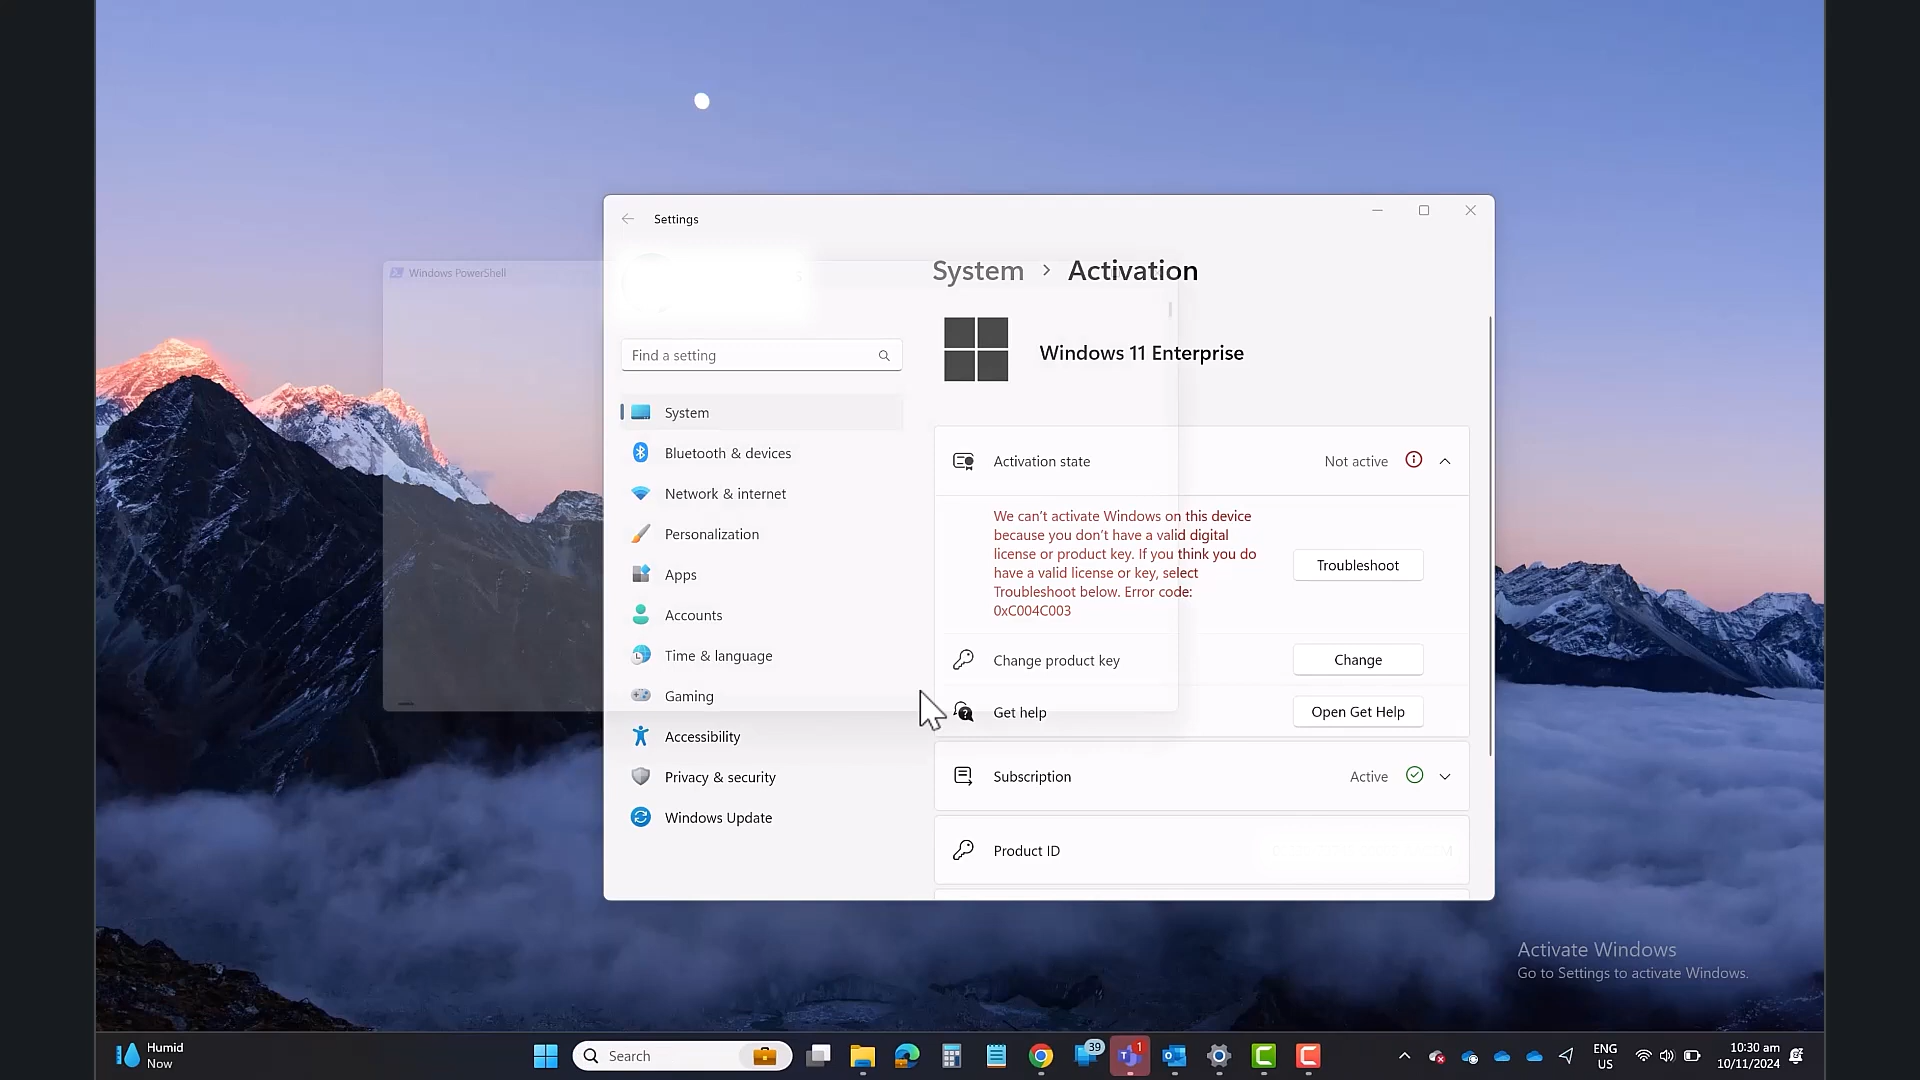 Settings
Windows PowerShell
System > Activation
Windows 11 Enterprise
Find a setting
System
Bluetooth & devices
Network & internet
Personalization
Apps
Accounts
Time & language
Gaming
Accessibility
Privacy & security
Windows Update
Activation state
Not active
We can't activate Windows on this device
because you don't have a valid digital
license or product key. If you think you do
have a valid license or key, select
Troubleshoot below. Error code:
0xC004C003
Troubleshoot
Change product key
Change
Get help
Open Get Help
Subscription
Active
Product ID
Activate Windows
Go to Settings to activate Windows.
Humid
Now
Search
39
1
ENG
US
10:30 am
10/11/2024